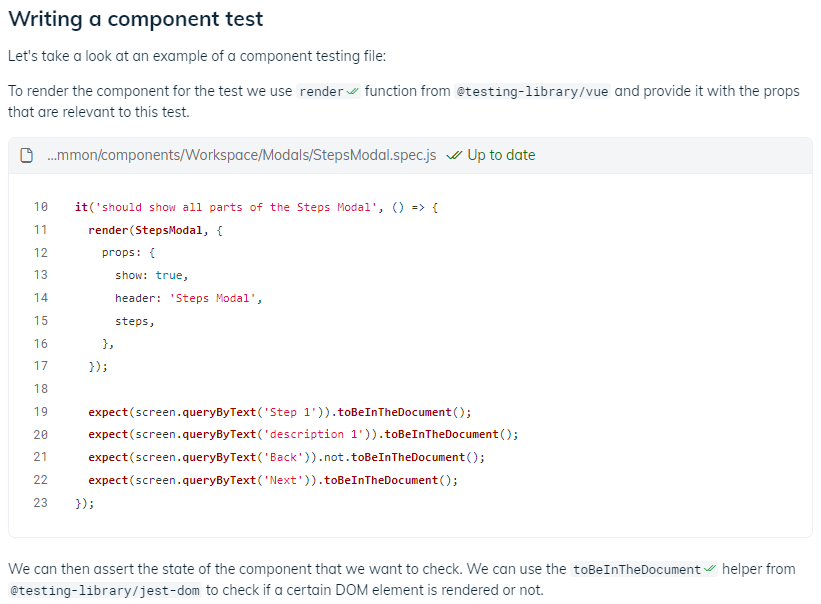 Writing a component test
Let's take a look at an example of a component testing file:
To render the component for the test we use render function from @testing-library/vue and provide it with the props
that are relevant to this test.
...mmon/components/Workspace/Modals/StepsModal.spec.js Up to date
10 it('should show all parts of the Steps Modal', () => {
11 render(StepsModal, {
12 props: {
13 show: true,
14 header: 'Steps Modal',
15 steps,
16 },
17 });
18
19 expect(screen.queryByText('Step 1')).toBeInTheDocument();
20 expect(screen.queryByText('description 1')).toBeInTheDocument();
21 expect(screen.queryByText('Back')).not.toBeInTheDocument();
22 expect(screen.queryByText('Next')).toBeInTheDocument();
23 });
We can then assert the state of the component that we want to check. We can use the toBeInTheDocument helper from
@testing-library/jest-dom to check if a certain DOM element is rendered or not.